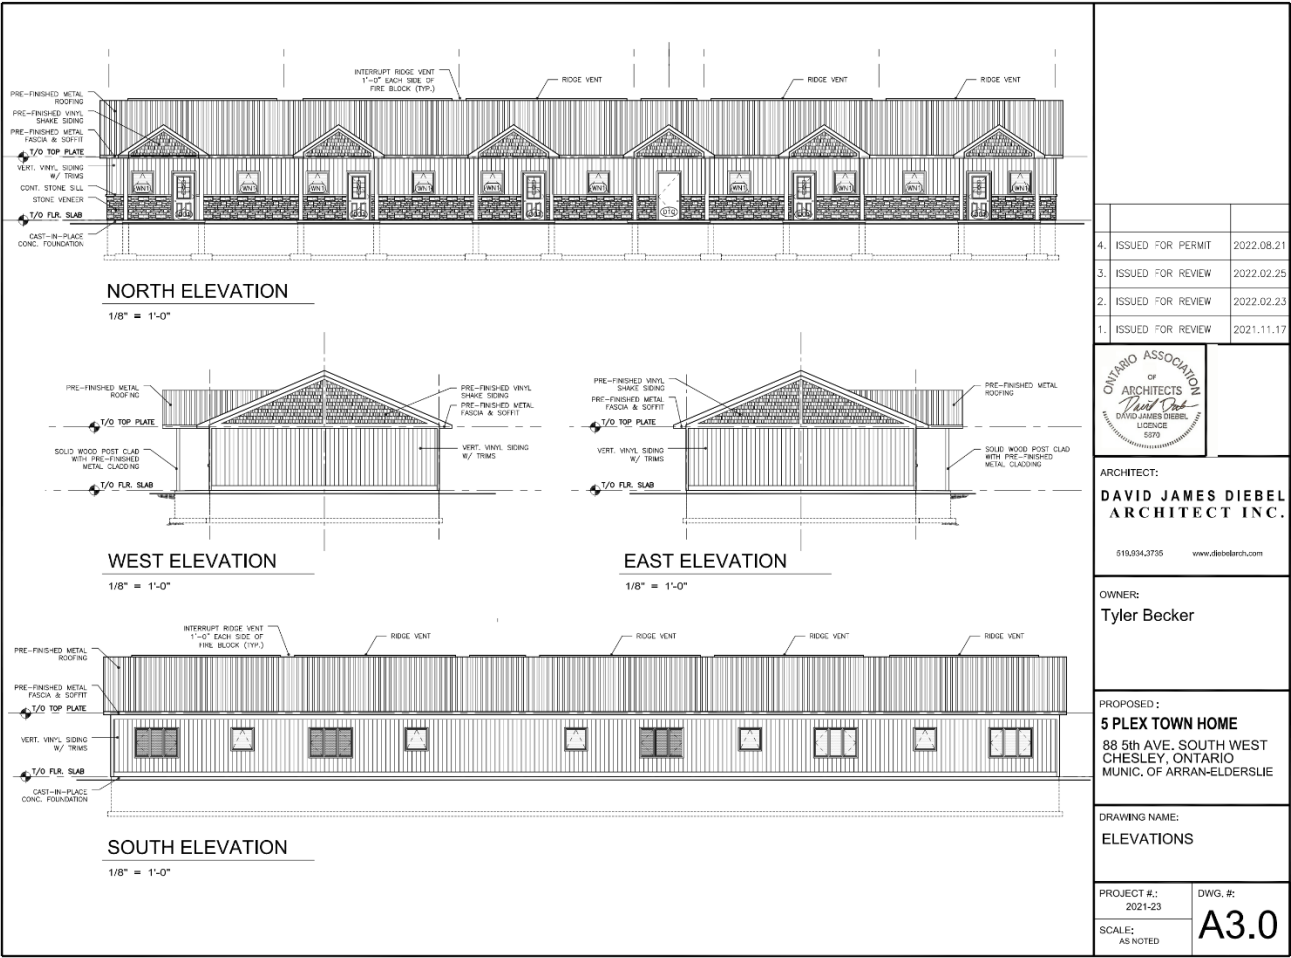 INTERRUPT RIDGE VENT
1'-0" EACH SIDE OF
FIRE BLOCK (TYP.)
RIDGE VENT
RIDGE VENT
RIDGE VENT
PRE-FINISHED METAL
ROOFING
PRE-FINISHED VINYL
SHAKE SIDING
PRE-FINISHED METAL
FASCIA & SOFFIT
T/O TOP PLATE
VERT. VINYL SIDING
W/ TRIMS
CONT. STONE SILL
STONE VENEER
T/O FLR. SLAB
CAST-IN-PLACE
CONC. FOUNDATION
WN1
WN1
WN1
WN1
WN1
WN1
WN1
WN1
WN1
WN1
NORTH ELEVATION
1/8" = 1'-0"
PRE-FINISHED METAL
ROOFING
T/O TOP PLATE
SOLID WOOD POST CLAD
WITH PRE-FINISHED
METAL CLADDING
T/O FLR. SLAB
PRE-FINISHED VINYL
SHAKE SIDING
PRE-FINISHED METAL
FASCIA & SOFFIT
VERT. VINYL SIDING
W/ TRIMS
WEST ELEVATION
1/8" = 1'-0"
PRE-FINISHED VINYL
SHAKE SIDING
PRE-FINISHED METAL
FASCIA & SOFFIT
T/O TOP PLATE
VERT. VINYL SIDING
W/ TRIMS
T/O FLR. SLAB
PRE-FINISHED METAL
ROOFING
SOLID WOOD POST CLAD
WITH PRE-FINISHED
METAL CLADDING
EAST ELEVATION
1/8" = 1'-0"
INTERRUPT RIDGE VENT
1'-0" EACH SIDE OF
FIRE BLOCK (TYP.)
RIDGE VENT
RIDGE VENT
RIDGE VENT
RIDGE VENT
PRE-FINISHED METAL
ROOFING
PRE-FINISHED METAL
FASCIA & SOFFIT
T/O TOP PLATE
VERT. VINYL SIDING
W/ TRIMS
T/O FLR. SLAB
CAST-IN-PLACE
CONC. FOUNDATION
SOUTH ELEVATION
1/8" = 1'-0"
4. ISSUED FOR PERMIT 2022.08.21
3. ISSUED FOR REVIEW 2022.02.25
2. ISSUED FOR REVIEW 2022.02.23
1. ISSUED FOR REVIEW 2021.11.17
ONTARIO ASSOCIATION
OF
ARCHITECTS
DAVID JAMES DIEBEL
LICENCE
5870
ARCHITECT:
DAVID JAMES DIEBEL
ARCHITECT INC.
519.934.3735 www.diebelarch.com
OWNER:
Tyler Becker
PROPOSED :
5 PLEX TOWN HOME
88 5th AVE. SOUTH WEST
CHESLEY, ONTARIO
MUNIC. OF ARRAN-ELDERSLIE
DRAWING NAME:
ELEVATIONS
PROJECT #.:
2021-23
SCALE:
AS NOTED
DWG. #:
A3.0